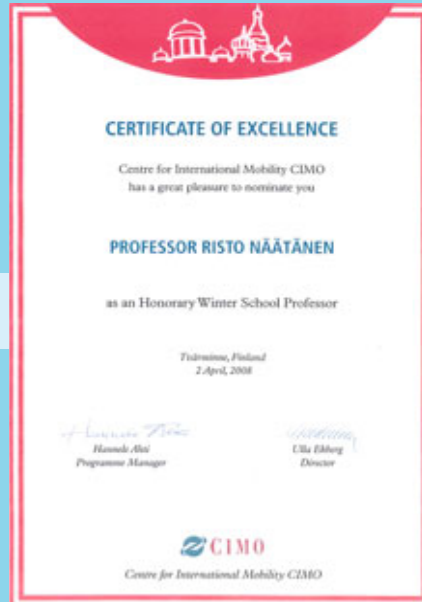 CERTIFICATE OF EXCELLENCE
Centre for International Mobility CIMO
has a great pleasure to nominate you
PROFESSOR RISTO NÄÄTÄNEN
as an Honorary Winter School Professor
Tvärminne, Finland
2 April, 2008
Hannele Ahti
Programme Manager
Ulla Ekberg
Director
CIMO
Centre for International Mobility CIMO